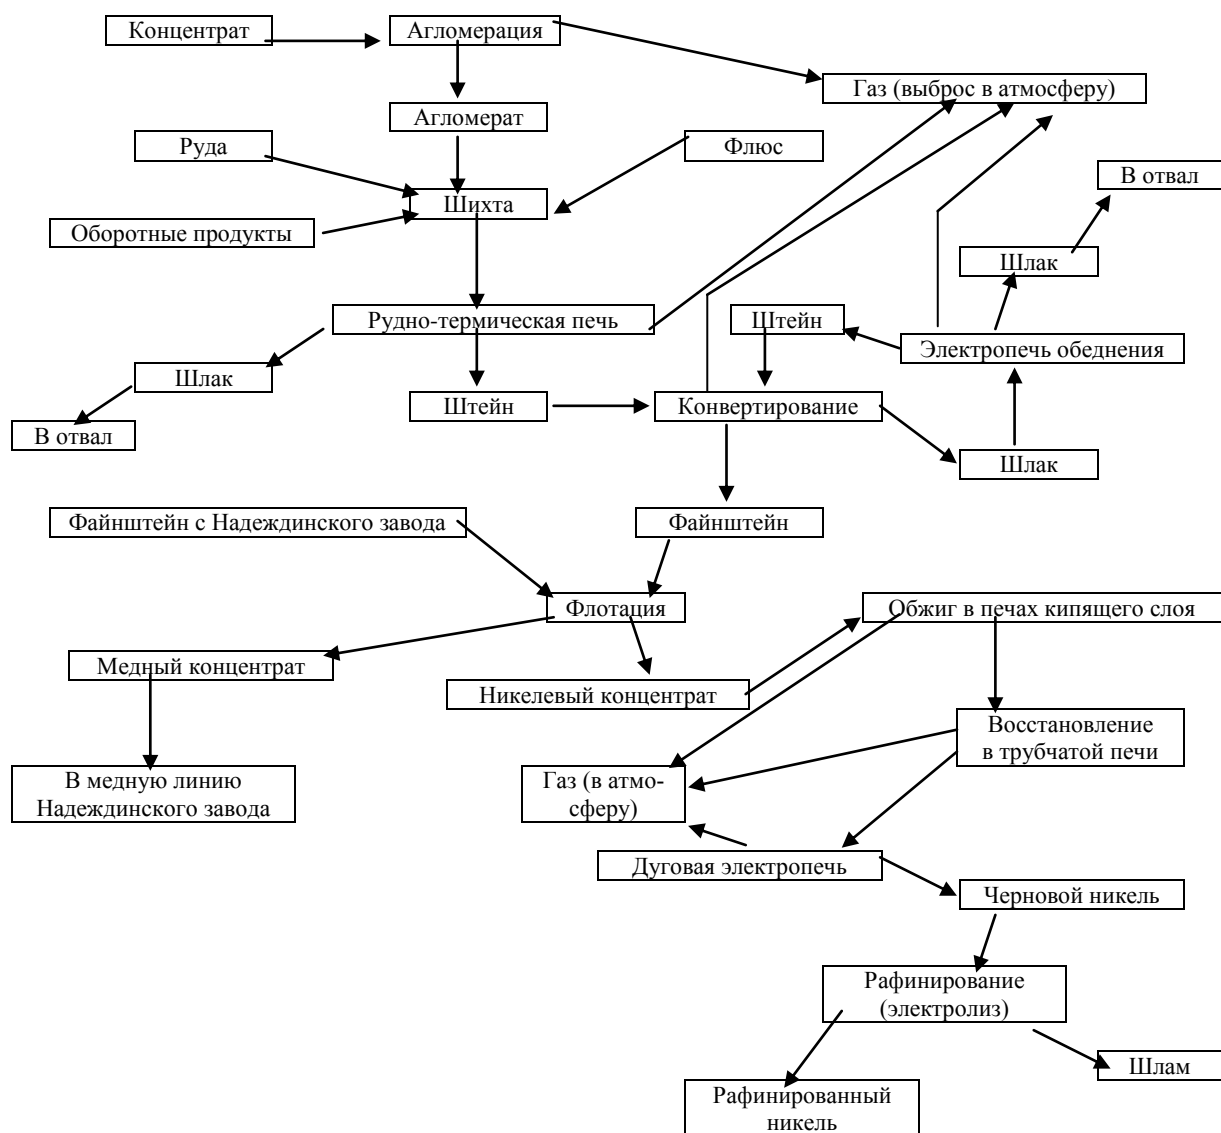 Концентрат
Агломерация
Газ (выброс в атмосферу)
Агломерат
Руда
Флюс
В отвал
Шихта
Оборотные продукты
Шлак
Рудно-термическая печь
Штейн
Электропечь обеднения
Шлак
Штейн
Конвертирование
В отвал
Шлак
Файнштейн с Надеждинского завода
Файнштейн
Флотация
Обжиг в печах кипящего слоя
Медный концентрат
Никелевый концентрат
Восстановление
в трубчатой печи
В медную линию
Надеждинского завода
Газ (в атмо-
сферу)
Дуговая электропечь
Черновой никель
Рафинирование
(электролиз)
Шлам
Рафинированный
никель